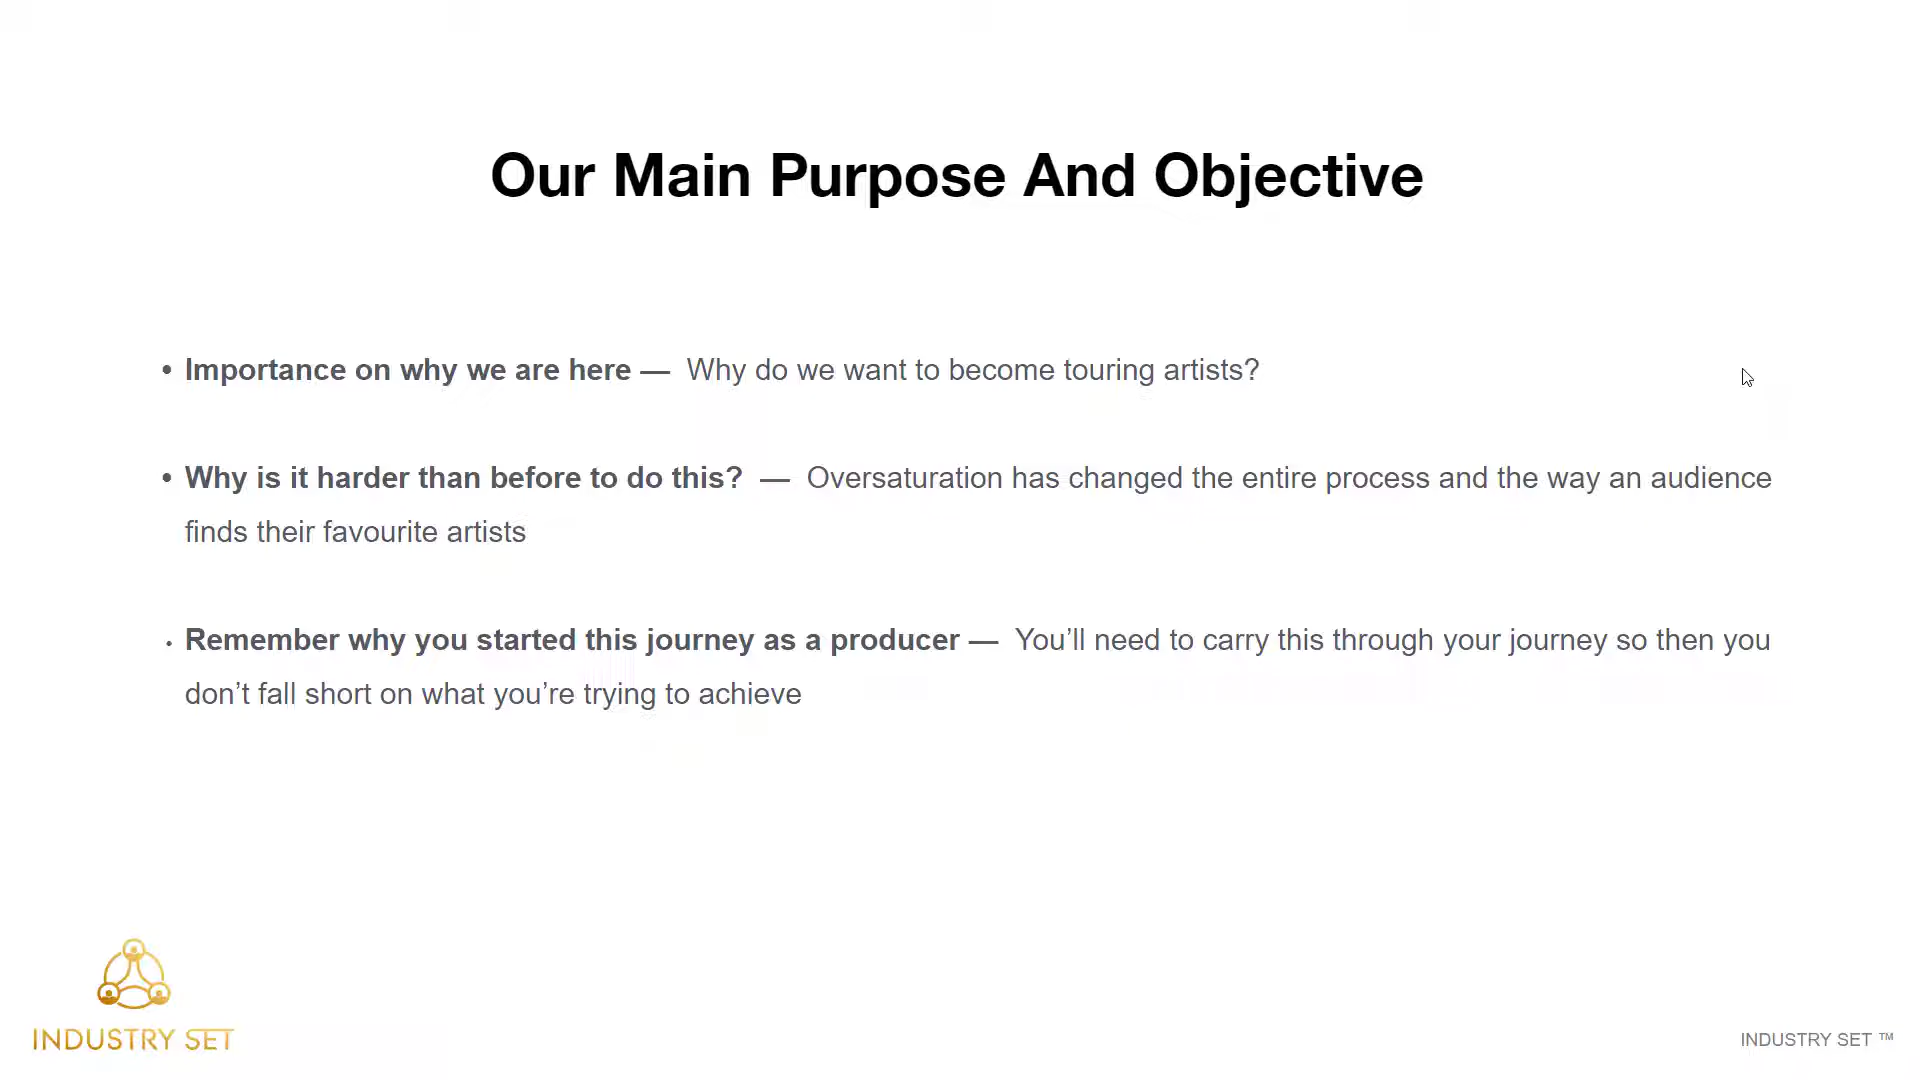 Our Main Purpose And Objective
• Importance on why we are here — Why do we want to become touring artists?
• Why is it harder than before to do this? — Oversaturation has changed the entire process and the way an audience
finds their favourite artists
• Remember why you started this journey as a producer — You’ll need to carry this through your journey so then you
don’t fall short on what you’re trying to achieve
INDUSTRY SET
INDUSTRY SET ™